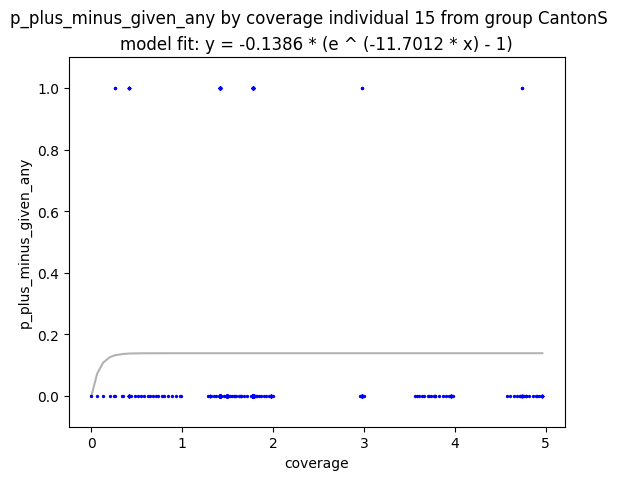 p_plus_minus_given_any by coverage individual 15 from group CantonS
model fit: y = -0.1386 * (e ^ (-11.7012 * x) - 1)
1.0
0.8
0.6
0.4
0.2
0.0
p_plus_minus_given_any
0 1 2 3 4 5
coverage